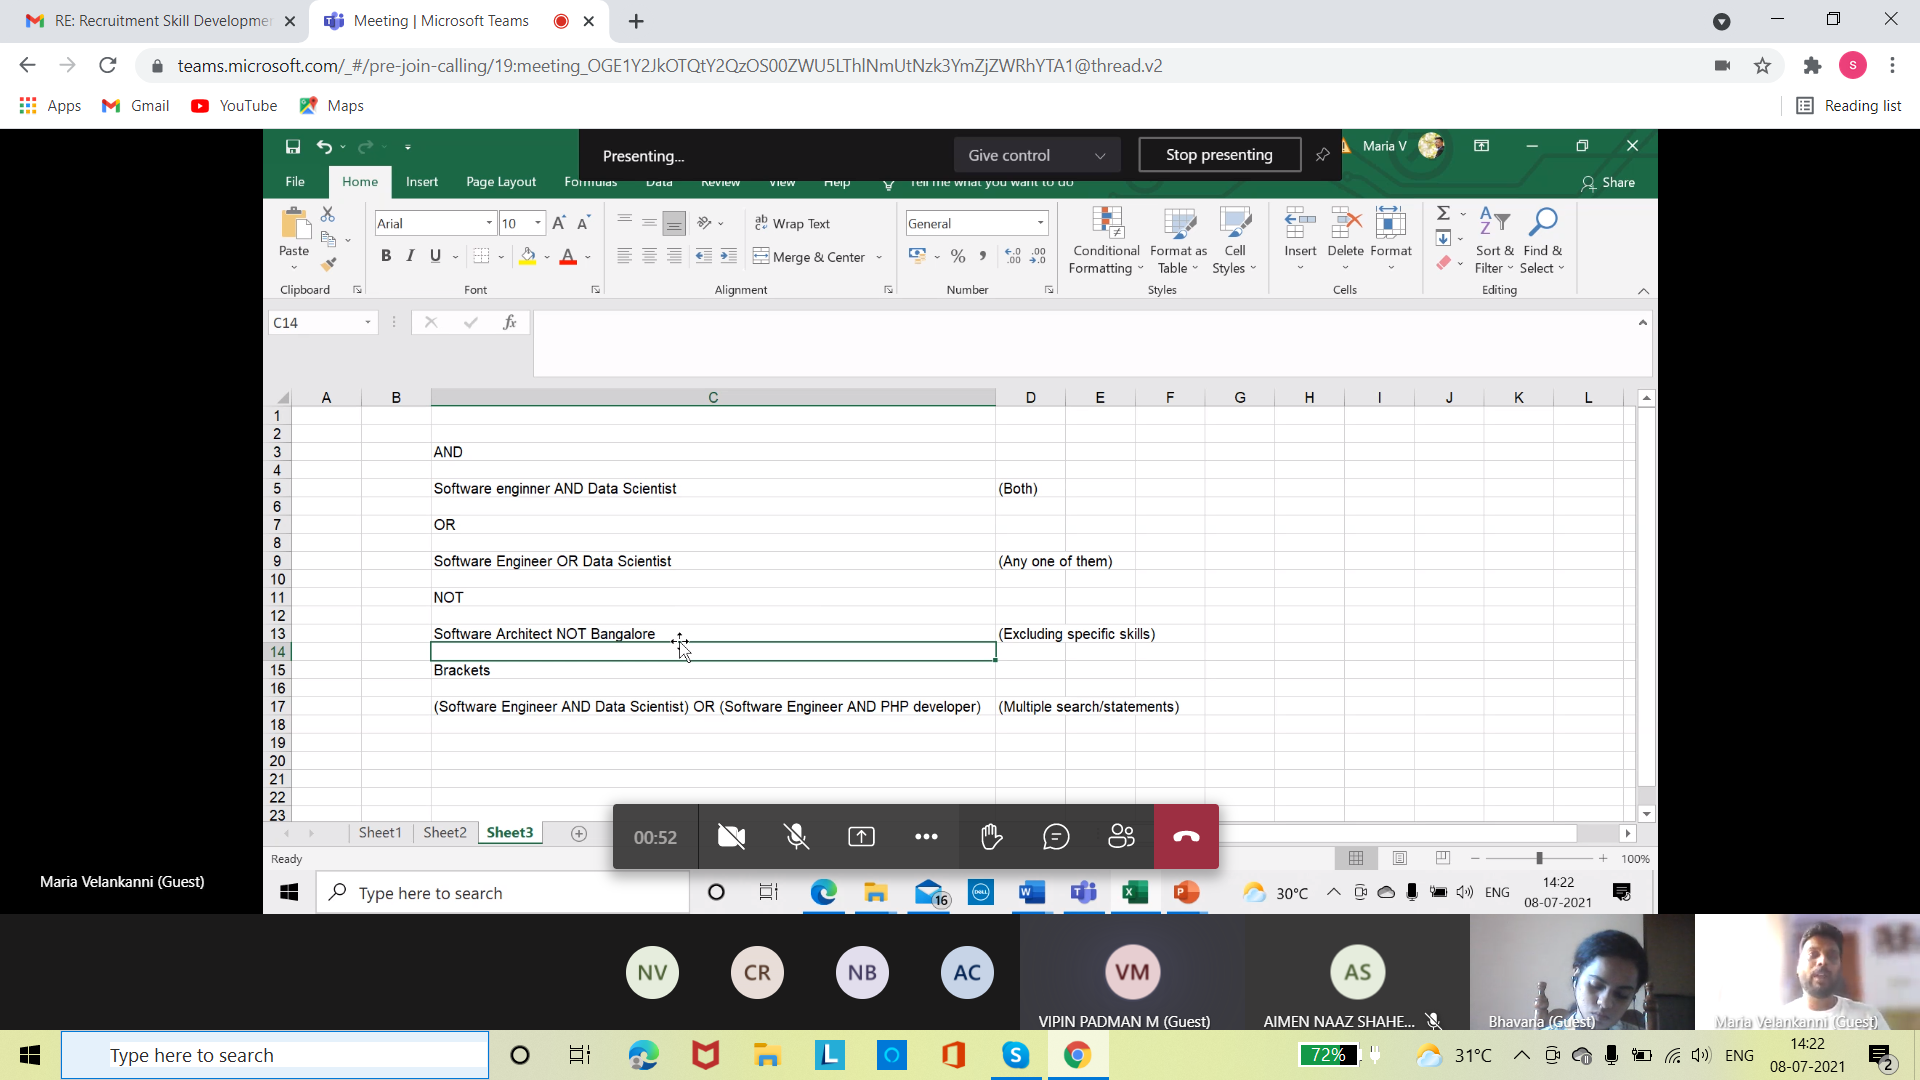 RE: Recruitment Skill Developme
Meeting | Microsoft Teams
teams.microsoft.com/_#/pre-join-calling/19:meeting_OGE1Y2JkOTQtY2QzOS00ZWU5LThlNmUtNzk3YmZjZWRhYTA1@thread.v2
S
Apps Gmail YouTube Maps Reading list
Presenting... Give control Stop presenting Maria V
File Home Insert Page Layout Formulas Data Review View Help Tell me what you want to do Share
Arial 10 Wrap Text General
Paste B I U Merge & Center % Conditional Formatting Format as Table Cell Styles Insert Delete Format Sort & Filter Find & Select
Clipboard Font Alignment Number Styles Cells Editing
C14 fx
A B C D E F G H I J K L
1
2
3 AND
4
5 Software enginner AND Data Scientist (Both)
6
7 OR
8
9 Software Engineer OR Data Scientist (Any one of them)
10
11 NOT
12
13 Software Architect NOT Bangalore (Excluding specific skills)
14
15 Brackets
16
17 (Software Engineer AND Data Scientist) OR (Software Engineer AND PHP developer) (Multiple search/statements)
18
19
20
21
22
23
Sheet1 Sheet2 Sheet3
00:52
Ready 100%
Maria Velankanni (Guest)
Type here to search 16 DELL 30°C ENG 14:22
08-07-2021
NV CR NB AC VM AS
VIPIN PADMAN M (Guest) AIMEN NAAZ SHAHE... Bhavana (Guest) Maria Velankanni (Guest)
Type here to search L S 72% 31°C ENG 14:22
08-07-2021 2